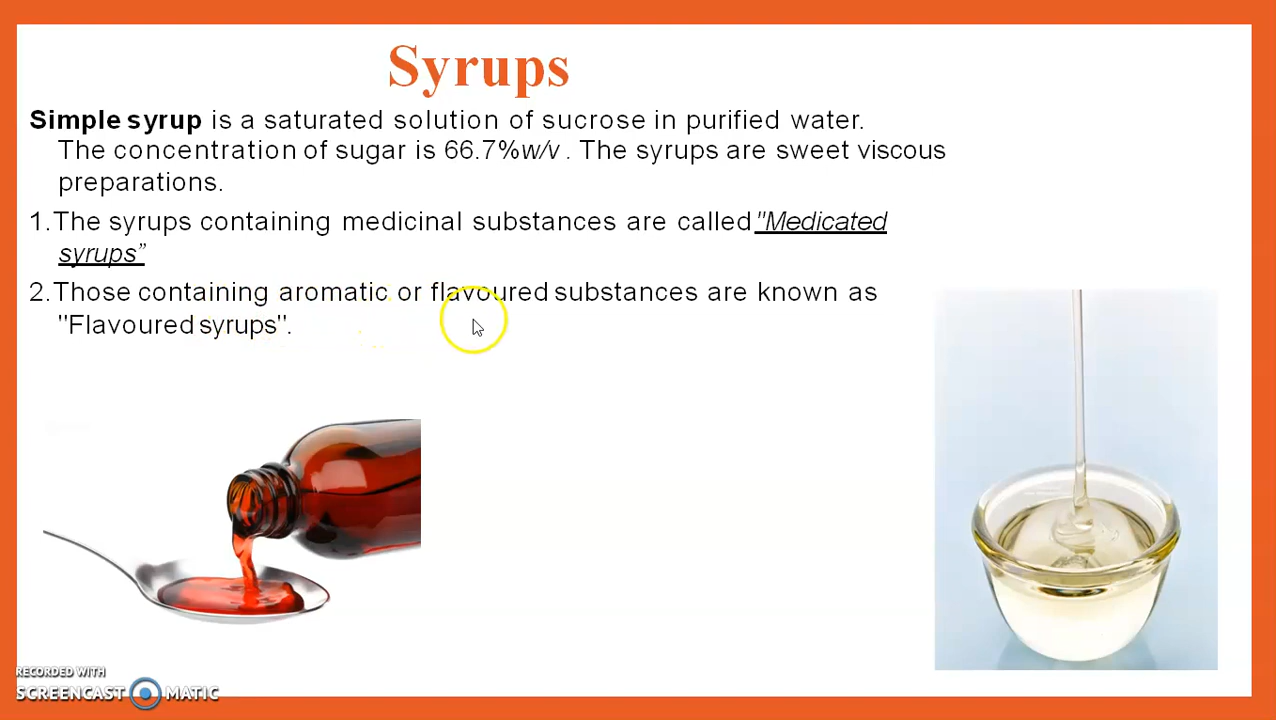 Syrups
Simple syrup is a saturated solution of sucrose in purified water.
The concentration of sugar is 66.7%w/v . The syrups are sweet viscous
preparations.
1.The syrups containing medicinal substances are called "Medicated
syrups”
2.Those containing aromatic or flavoured substances are known as
"Flavoured syrups".
RECORDED WITH
SCREENCAST MATIC